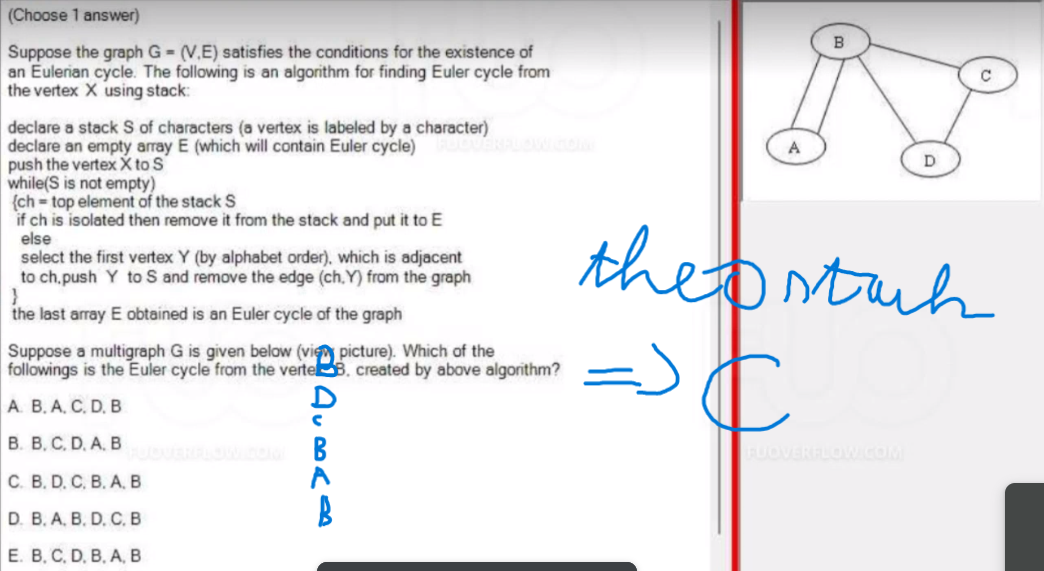 (Choose 1 answer)
Suppose the graph G = (V,E) satisfies the conditions for the existence of
an Eulerian cycle. The following is an algorithm for finding Euler cycle from
the vertex X using stack:
declare a stack S of characters (a vertex is labeled by a character)
declare an empty array E (which will contain Euler cycle)
push the vertex X to S
while(S is not empty)
{ch = top element of the stack S
if ch is isolated then remove it from the stack and put it to E
else
select the first vertex Y (by alphabet order), which is adjacent
to ch,push Y to S and remove the edge (ch,Y) from the graph
}
the last array E obtained is an Euler cycle of the graph
Suppose a multigraph G is given below (view picture). Which of the
followings is the Euler cycle from the vertex B, created by above algorithm?
A. B, A, C, D, B
B. B, C, D, A, B
C. B, D, C, B, A, B
D. B, A, B, D, C, B
E. B, C, D, B, A, B
B
D
C
B
A
B
B
C
A
D
stack
=> C
FUOVERFLOW.COM
FUOVERFLOW.COM
FUOVERFLOW.COM